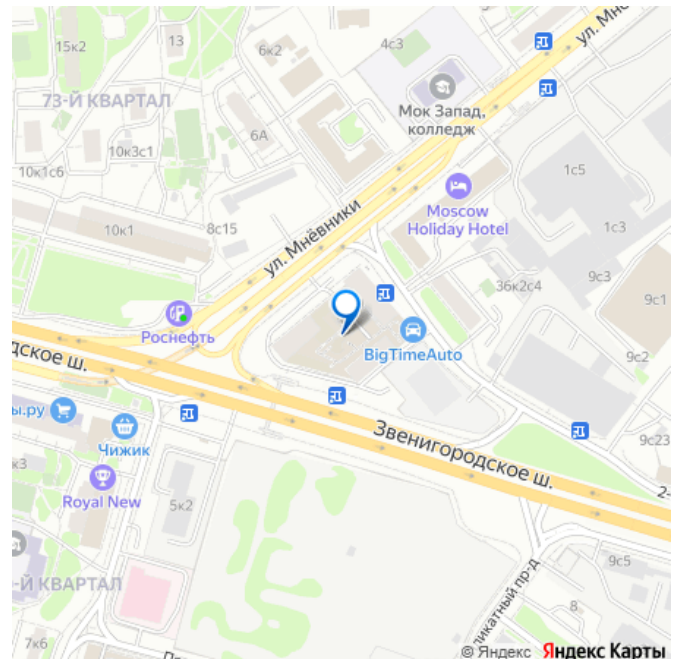 15к2
13
6к2
4с3
ул. Мнё
73-Й КВАРТАЛ
Мок Запад,
колледж
6А
10к3с1
10к1с6
1с5
Moscow
Holiday Hotel
10к1
8с15
ул. Мнёвники
1с3
9с3
36к2с4
9с1
Роснефть
BigTimeAuto
9с2
дское ш.
ы.ру
Чижик
Звенигородское ш.
9с23
к3
2-
Royal New
5к2
-Й КВАРТАЛ
9с5
ликатный пр-д
8
7к6
© Яндекс Яндекс Карты